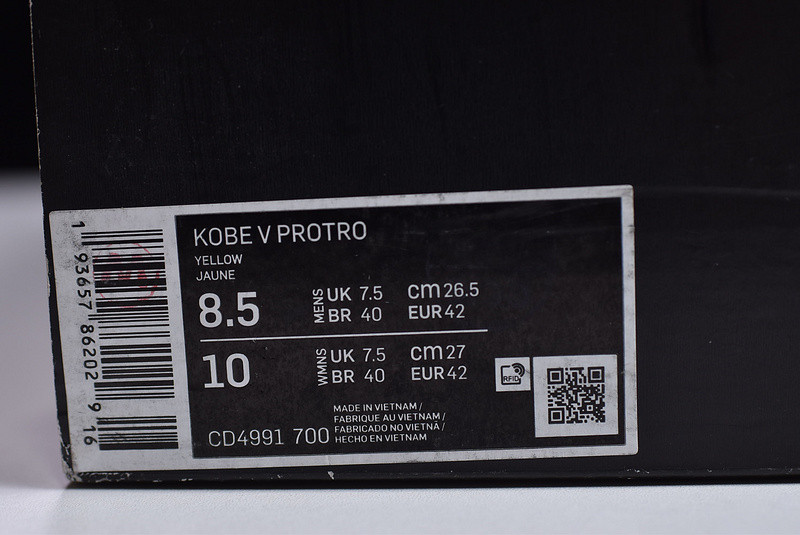 KOBE V PROTRO
YELLOW
JAUNE
8.5 MENS UK 7.5 cm 26.5
BR 40 EUR 42
10 WMNS UK 7.5 cm 27
BR 40 EUR 42
RFID
CD4991 700
MADE IN VIETNAM /
FABRIQUE AU VIETNAM /
FABRICADO NO VIETNÃ /
HECHO EN VIETNAM
1 93657 86202 9 16